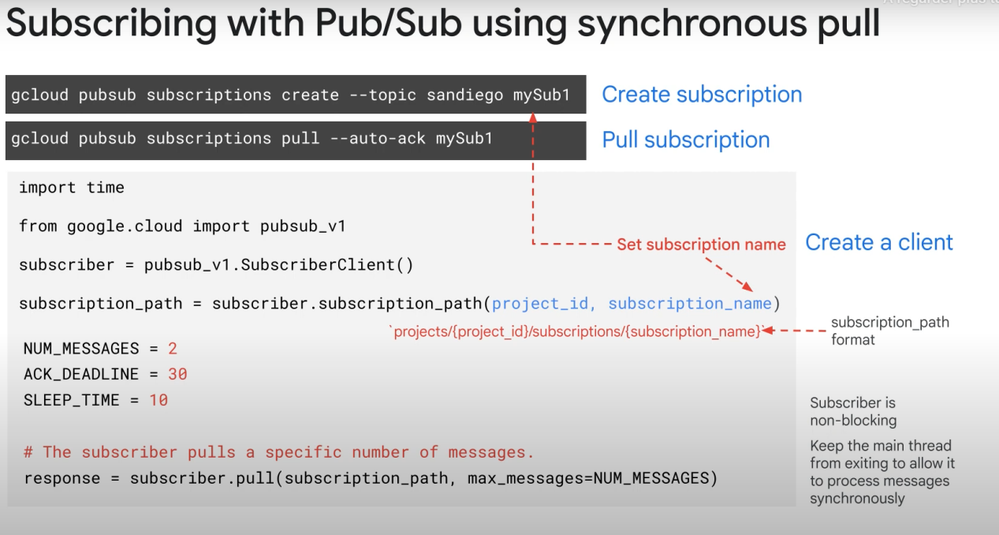 Subscribing with Pub/Sub using synchronous pull
gcloud pubsub subscriptions create --topic sandiego mySub1
Create subscription
gcloud pubsub subscriptions pull --auto-ack mySub1
Pull subscription
import time
from google.cloud import pubsub_v1
Set subscription name
Create a client
subscriber = pubsub_v1.SubscriberClient()
subscription_path = subscriber.subscription_path(project_id, subscription_name)
`projects/{project_id}/subscriptions/{subscription_name}`
subscription_path
format
NUM_MESSAGES = 2
ACK_DEADLINE = 30
SLEEP_TIME = 10
Subscriber is
non-blocking
Keep the main thread
from exiting to allow it
to process messages
synchronously
# The subscriber pulls a specific number of messages.
response = subscriber.pull(subscription_path, max_messages=NUM_MESSAGES)